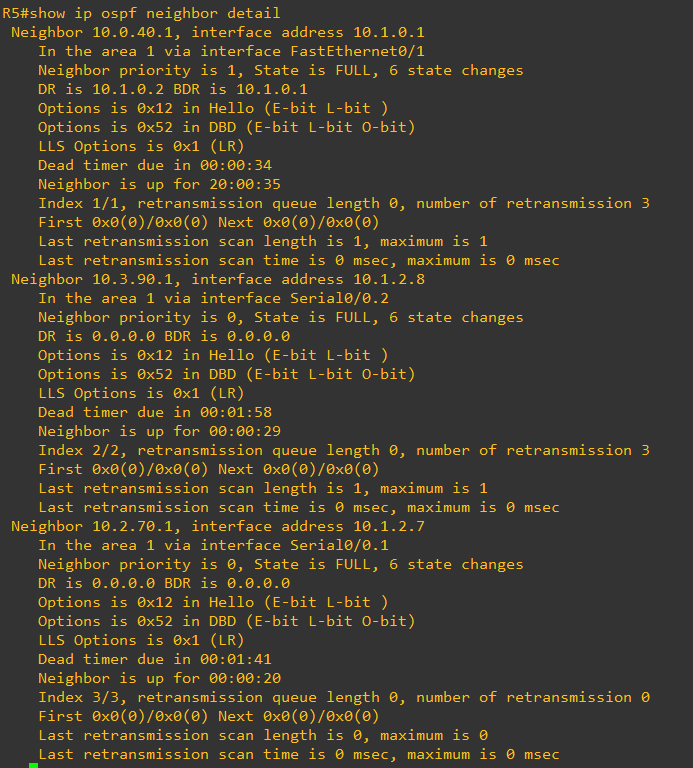 R5#show ip ospf neighbor detail
Neighbor 10.0.40.1, interface address 10.1.0.1
In the area 1 via interface FastEthernet0/1
Neighbor priority is 1, State is FULL, 6 state changes
DR is 10.1.0.2 BDR is 10.1.0.1
Options is 0x12 in Hello (E-bit L-bit )
Options is 0x52 in DBD (E-bit L-bit O-bit)
LLS Options is 0x1 (LR)
Dead timer due in 00:00:34
Neighbor is up for 20:00:35
Index 1/1, retransmission queue length 0, number of retransmission 3
First 0x0(0)/0x0(0) Next 0x0(0)/0x0(0)
Last retransmission scan length is 1, maximum is 1
Last retransmission scan time is 0 msec, maximum is 0 msec
Neighbor 10.3.90.1, interface address 10.1.2.8
In the area 1 via interface Serial0/0.2
Neighbor priority is 0, State is FULL, 6 state changes
DR is 0.0.0.0 BDR is 0.0.0.0
Options is 0x12 in Hello (E-bit L-bit )
Options is 0x52 in DBD (E-bit L-bit O-bit)
LLS Options is 0x1 (LR)
Dead timer due in 00:01:58
Neighbor is up for 00:00:29
Index 2/2, retransmission queue length 0, number of retransmission 3
First 0x0(0)/0x0(0) Next 0x0(0)/0x0(0)
Last retransmission scan length is 1, maximum is 1
Last retransmission scan time is 0 msec, maximum is 0 msec
Neighbor 10.2.70.1, interface address 10.1.2.7
In the area 1 via interface Serial0/0.1
Neighbor priority is 0, State is FULL, 6 state changes
DR is 0.0.0.0 BDR is 0.0.0.0
Options is 0x12 in Hello (E-bit L-bit )
Options is 0x52 in DBD (E-bit L-bit O-bit)
LLS Options is 0x1 (LR)
Dead timer due in 00:01:41
Neighbor is up for 00:00:20
Index 3/3, retransmission queue length 0, number of retransmission 0
First 0x0(0)/0x0(0) Next 0x0(0)/0x0(0)
Last retransmission scan length is 0, maximum is 0
Last retransmission scan time is 0 msec, maximum is 0 msec